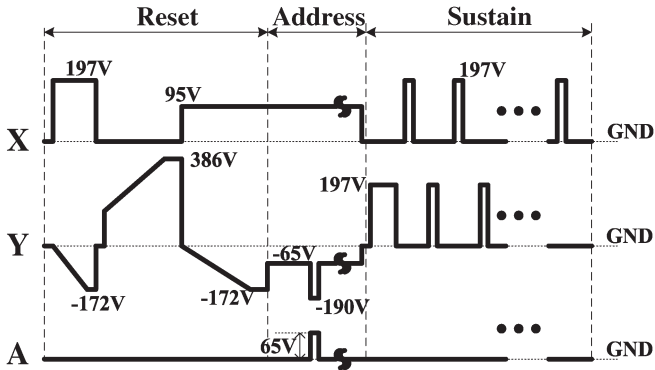 Reset Address Sustain
197V
95V
197V
X
GND
386V
197V
Y
GND
-65V
-172V
-172V
-190V
65V
A
GND